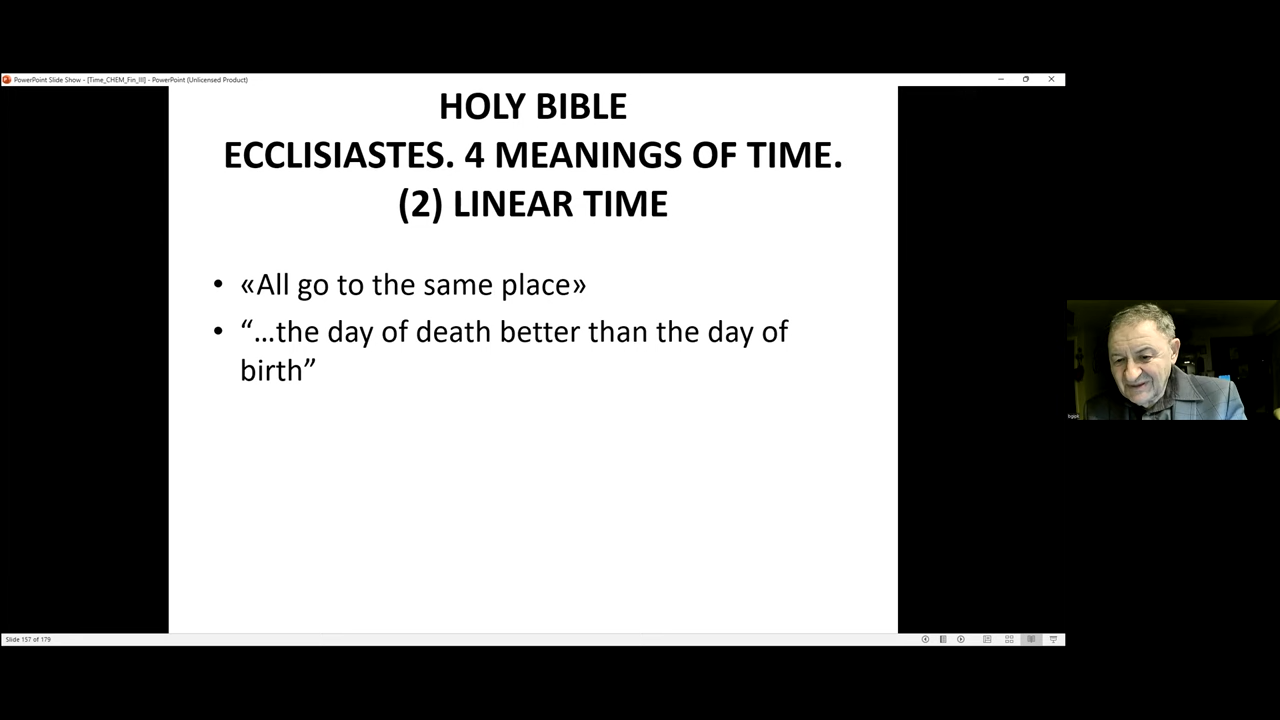 PowerPoint Slide Show - [Time_CHEM_Fin_III] - PowerPoint (Unlicensed Product)
HOLY BIBLE
ECCLISIASTES. 4 MEANINGS OF TIME.
(2) LINEAR TIME
• «All go to the same place»
• “…the day of death better than the day of
birth”
Slide 157 of 179